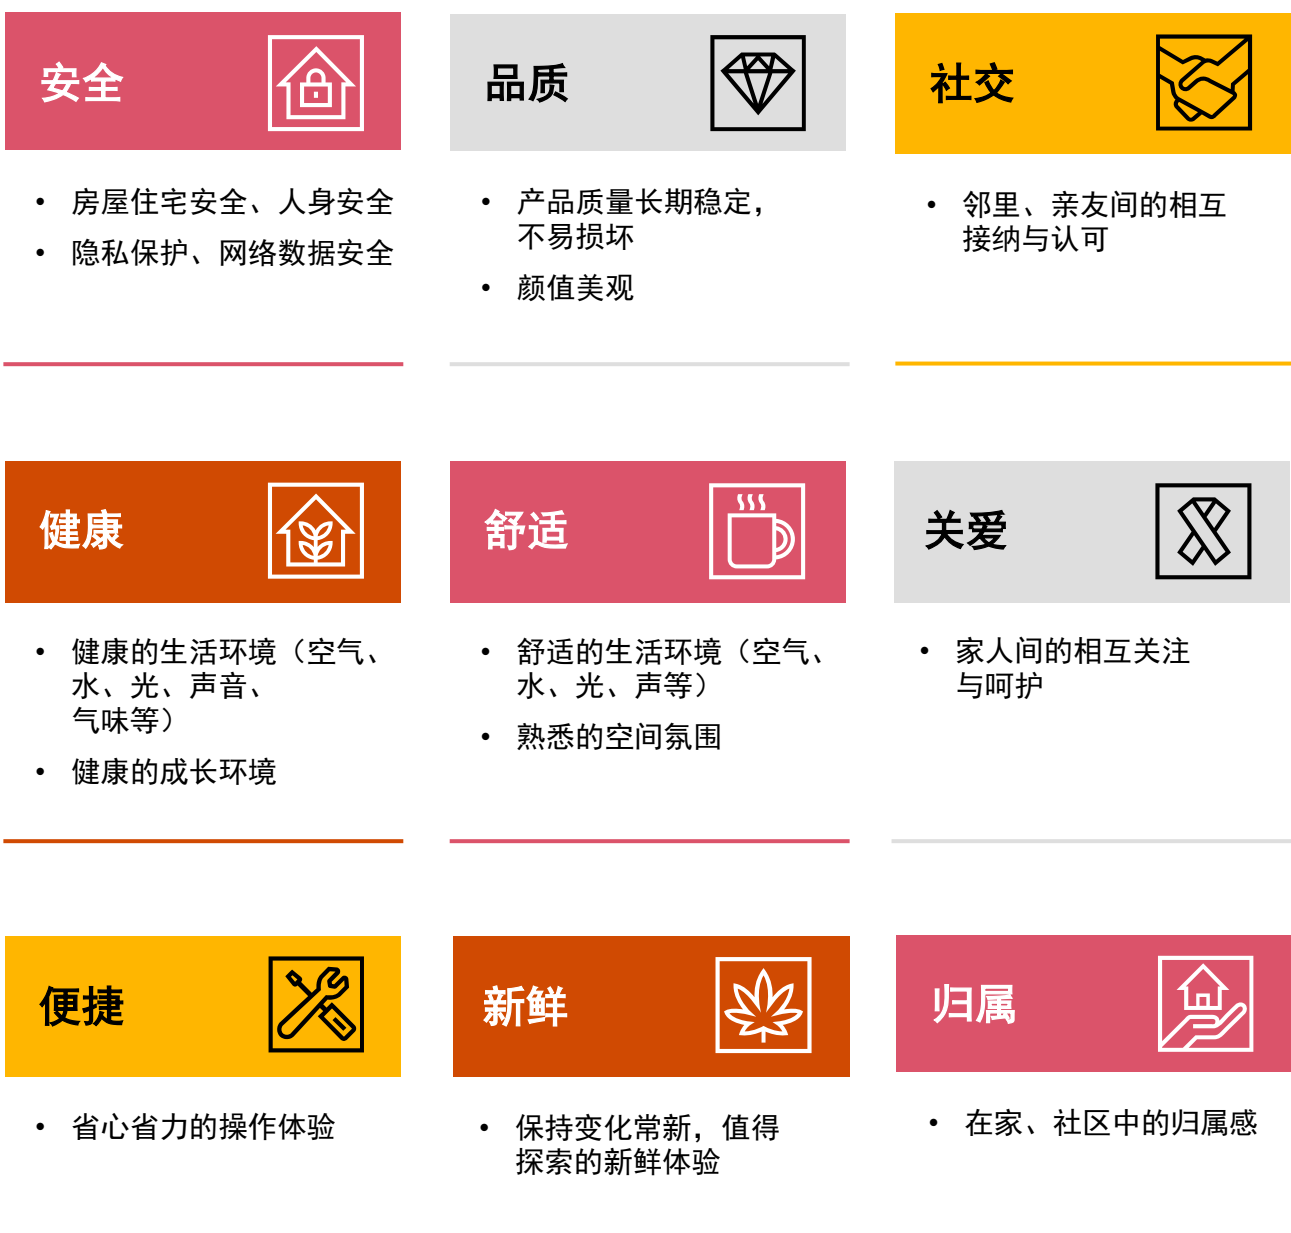 安全
• 房屋住宅安全、人身安全
• 隐私保护、网络数据安全
品质
• 产品质量长期稳定，
不易损坏
• 颜值美观
社交
• 邻里、亲友间的相互
接纳与认可
健康
• 健康的生活环境（空气、
水、光、声音、
气味等）
• 健康的成长环境
舒适
• 舒适的生活环境（空气、
水、光、声等）
• 熟悉的空间氛围
关爱
• 家人间的相互关注
与呵护
便捷
• 省心省力的操作体验
新鲜
• 保持变化常新，值得
探索的新鲜体验
归属
• 在家、社区中的归属感